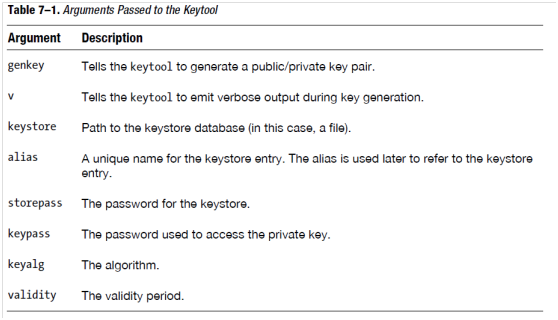 Table 7–1. Arguments Passed to the Keytool
Argument Description
genkey Tells the keytool to generate a public/private key pair.
v Tells the keytool to emit verbose output during key generation.
keystore Path to the keystore database (in this case, a file).
alias A unique name for the keystore entry. The alias is used later to refer to the keystore
entry.
storepass The password for the keystore.
keypass The password used to access the private key.
keyalg The algorithm.
validity The validity period.